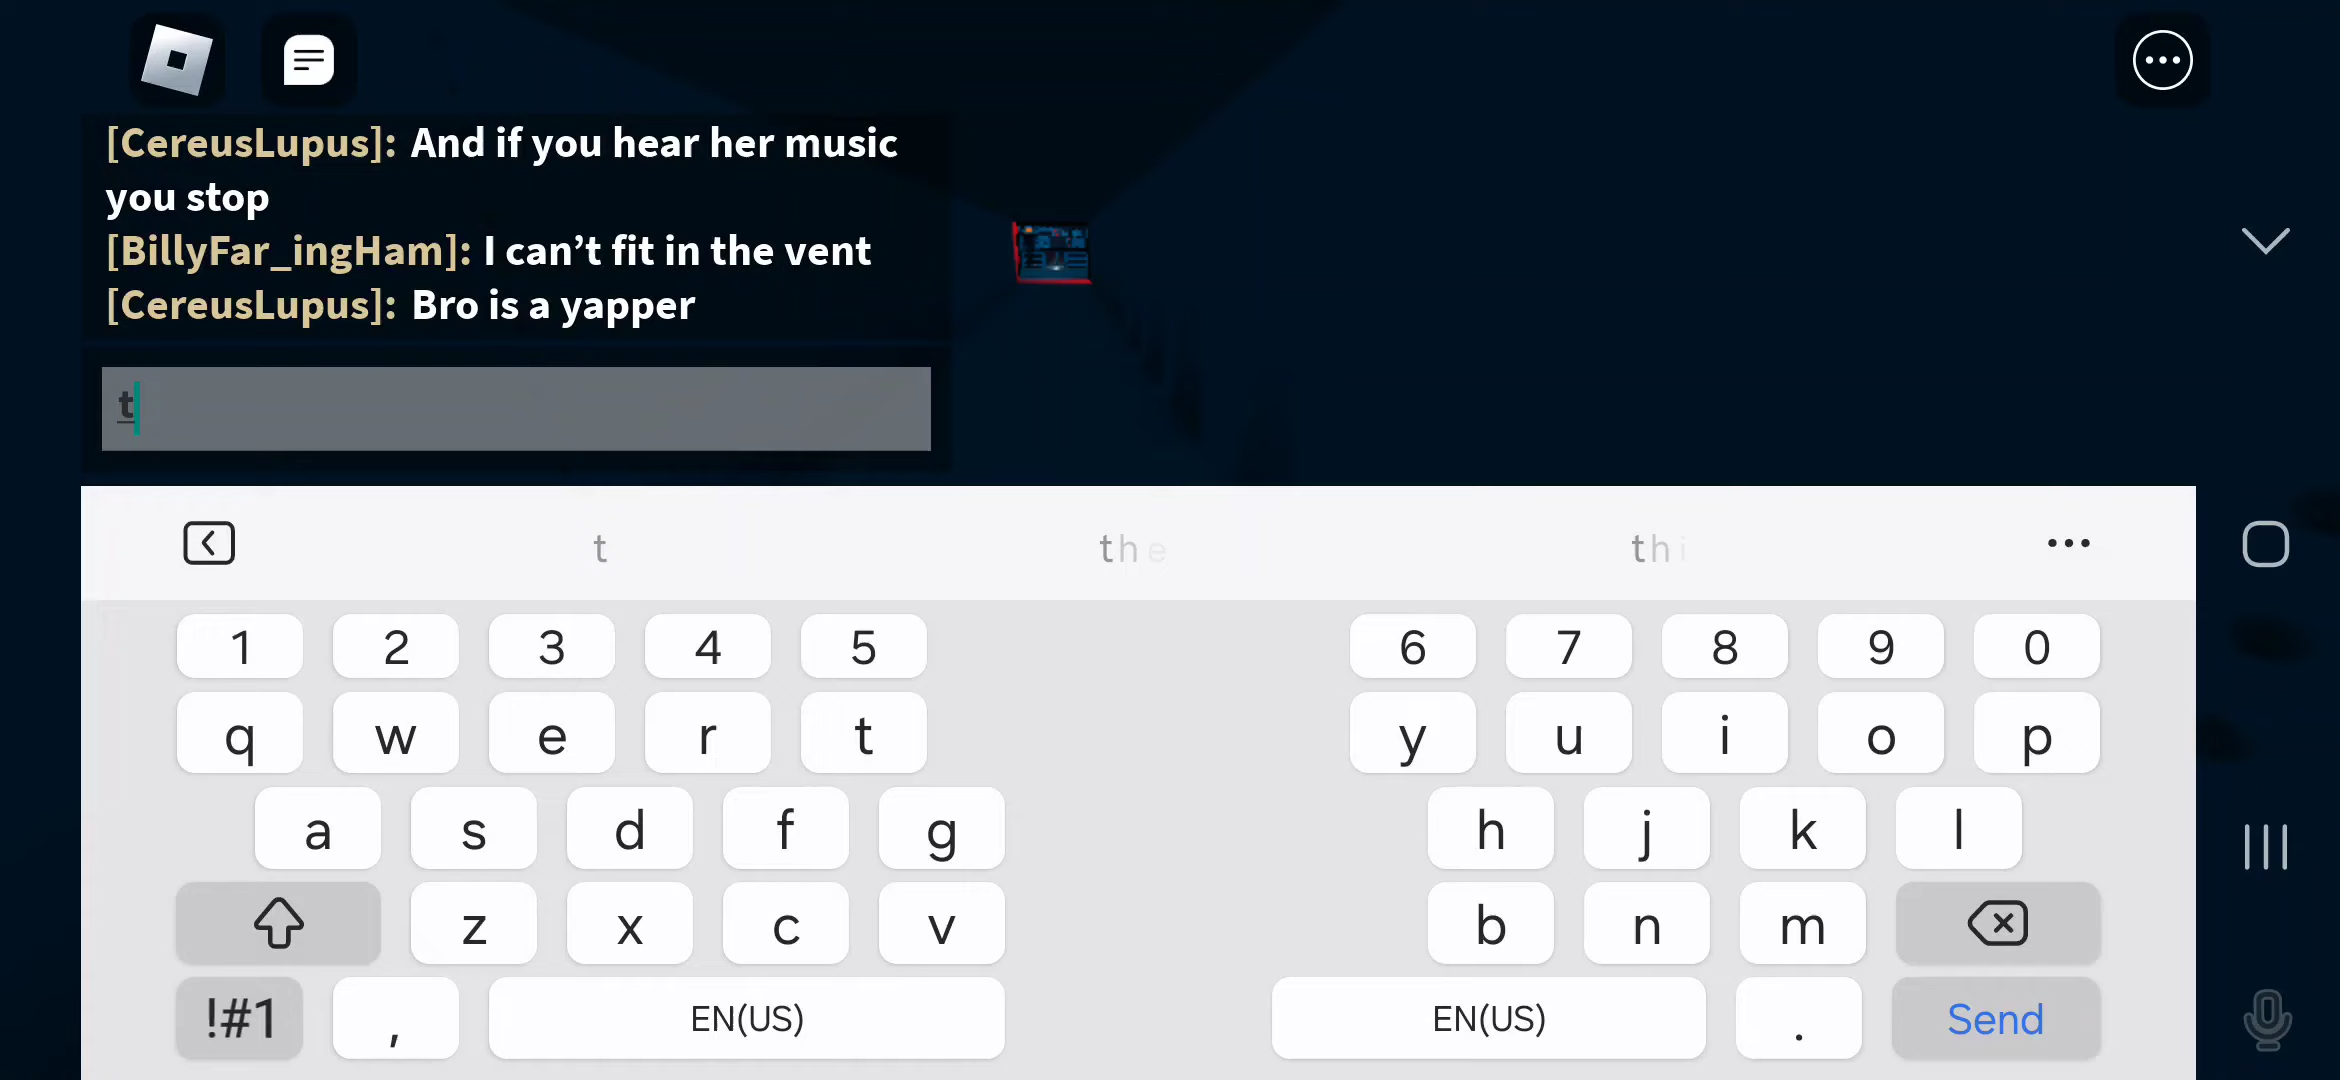 [CereusLupus]: And if you hear her music
you stop
[BillyFar_ingHam]: I can’t fit in the vent
[CereusLupus]: Bro is a yapper
t
t the thi
1 2 3 4 5 6 7 8 9 0
q w e r t y u i o p
a s d f g h j k l
z x c v b n m
!#1 , EN(US) EN(US) . Send